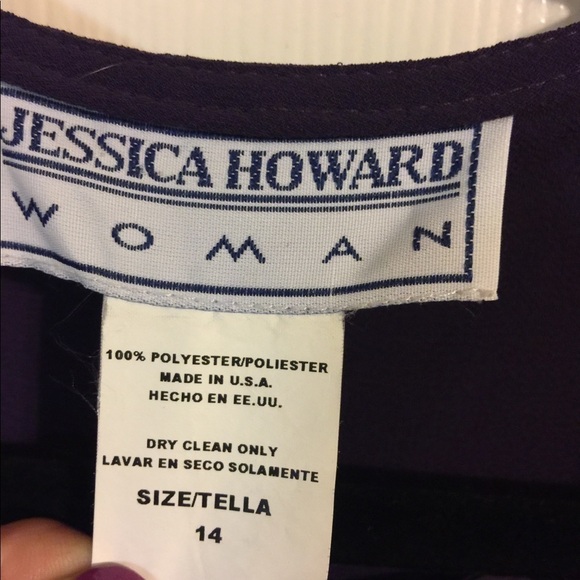 JESSICA HOWARD
WOMAN
100% POLYESTER/POLIESTER
MADE IN U.S.A.
HECHO EN EE.UU.
DRY CLEAN ONLY
LAVAR EN SECO SOLAMENTE
SIZE/TELLA
14